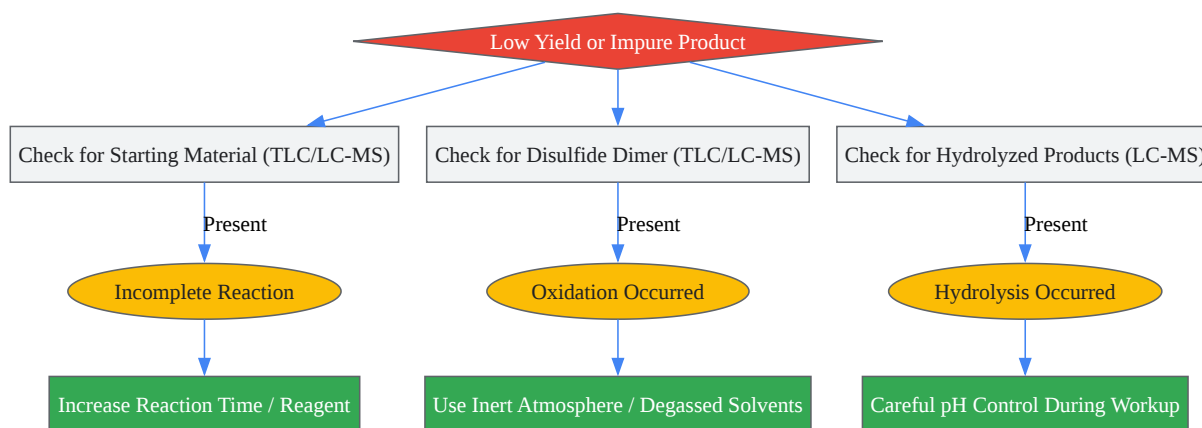 Low Yield or Impure Product
Check for Starting Material (TLC/LC-MS)
Check for Disulfide Dimer (TLC/LC-MS)
Check for Hydrolyzed Products (LC-MS)
Present
Present
Present
Incomplete Reaction
Oxidation Occurred
Hydrolysis Occurred
Increase Reaction Time / Reagent
Use Inert Atmosphere / Degassed Solvents
Careful pH Control During Workup